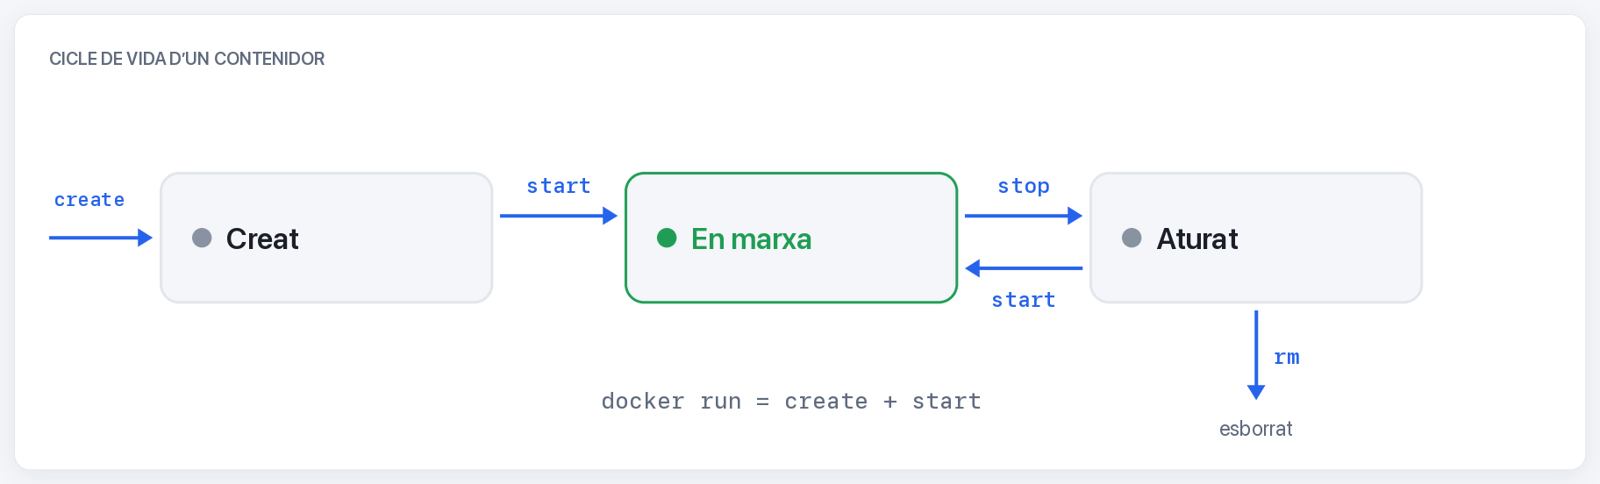 CICLE DE VIDA D'UN CONTENIDOR
create
Creat
start
En marxa
stop
start
Aturat
rm
esborrat
docker run = create + start